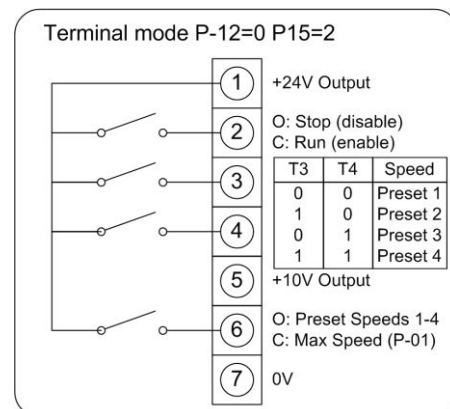 Terminal mode P-12=0 P15=2
1 +24V Output
2 O: Stop (disable)
C: Run (enable)
3
T3 T4 Speed
0 0 Preset 1
1 0 Preset 2
0 1 Preset 3
1 1 Preset 4
4
5 +10V Output
6 O: Preset Speeds 1-4
C: Max Speed (P-01)
7 0V